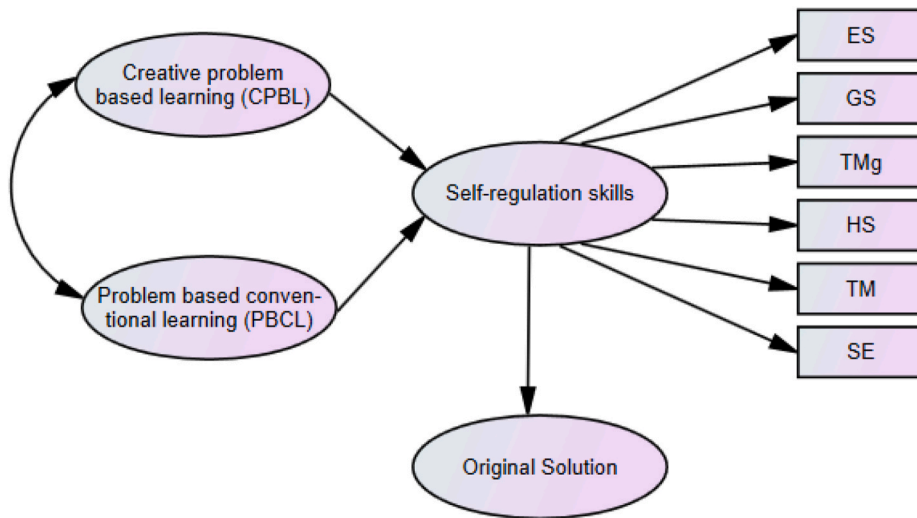 Creative problem
based learning (CPBL)
Problem based conven-
tional learning (PBCL)
Self-regulation skills
Original Solution
ES
GS
TMg
HS
TM
SE